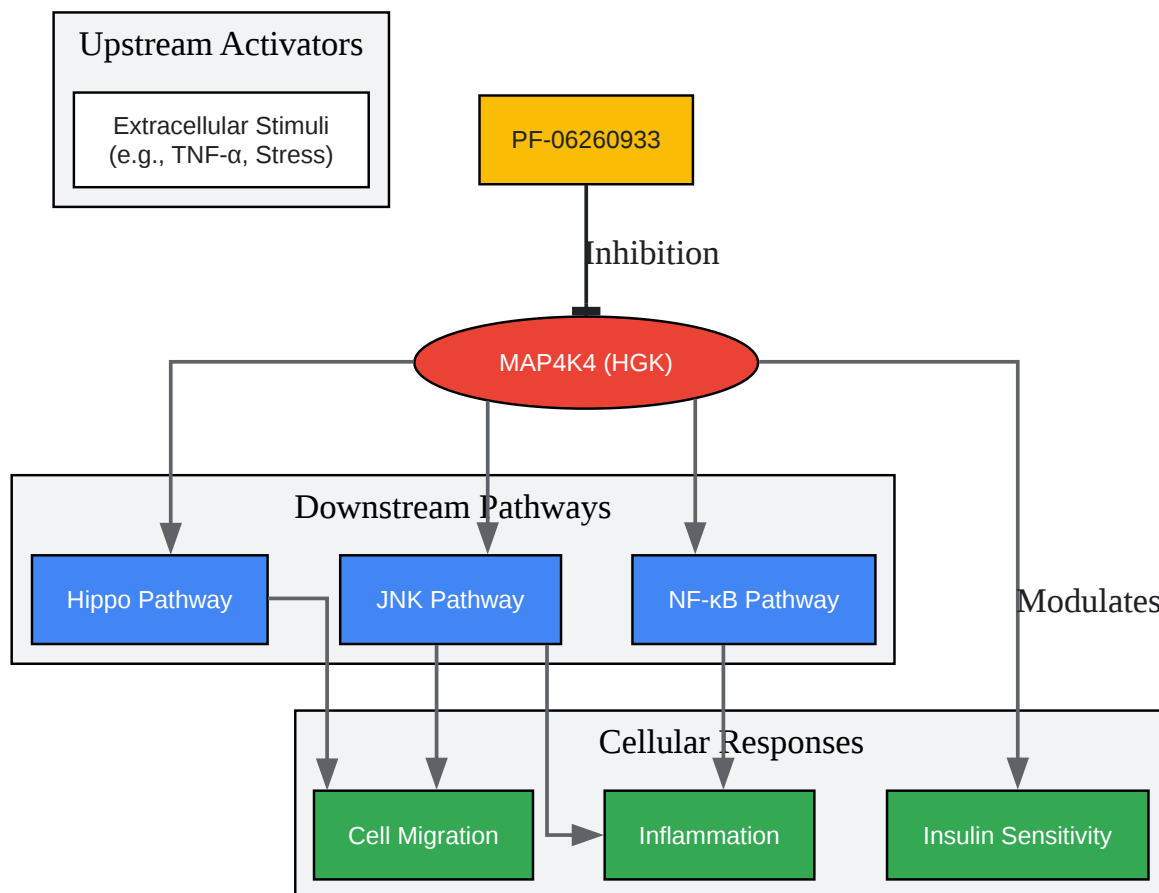 Upstream Activators
Extracellular Stimuli
(e.g., TNF-α, Stress)
PF-06260933
Inhibition
MAP4K4 (HGK)
Downstream Pathways
Hippo Pathway
JNK Pathway
NF-κB Pathway
Modulates
Cellular Responses
Cell Migration
Inflammation
Insulin Sensitivity